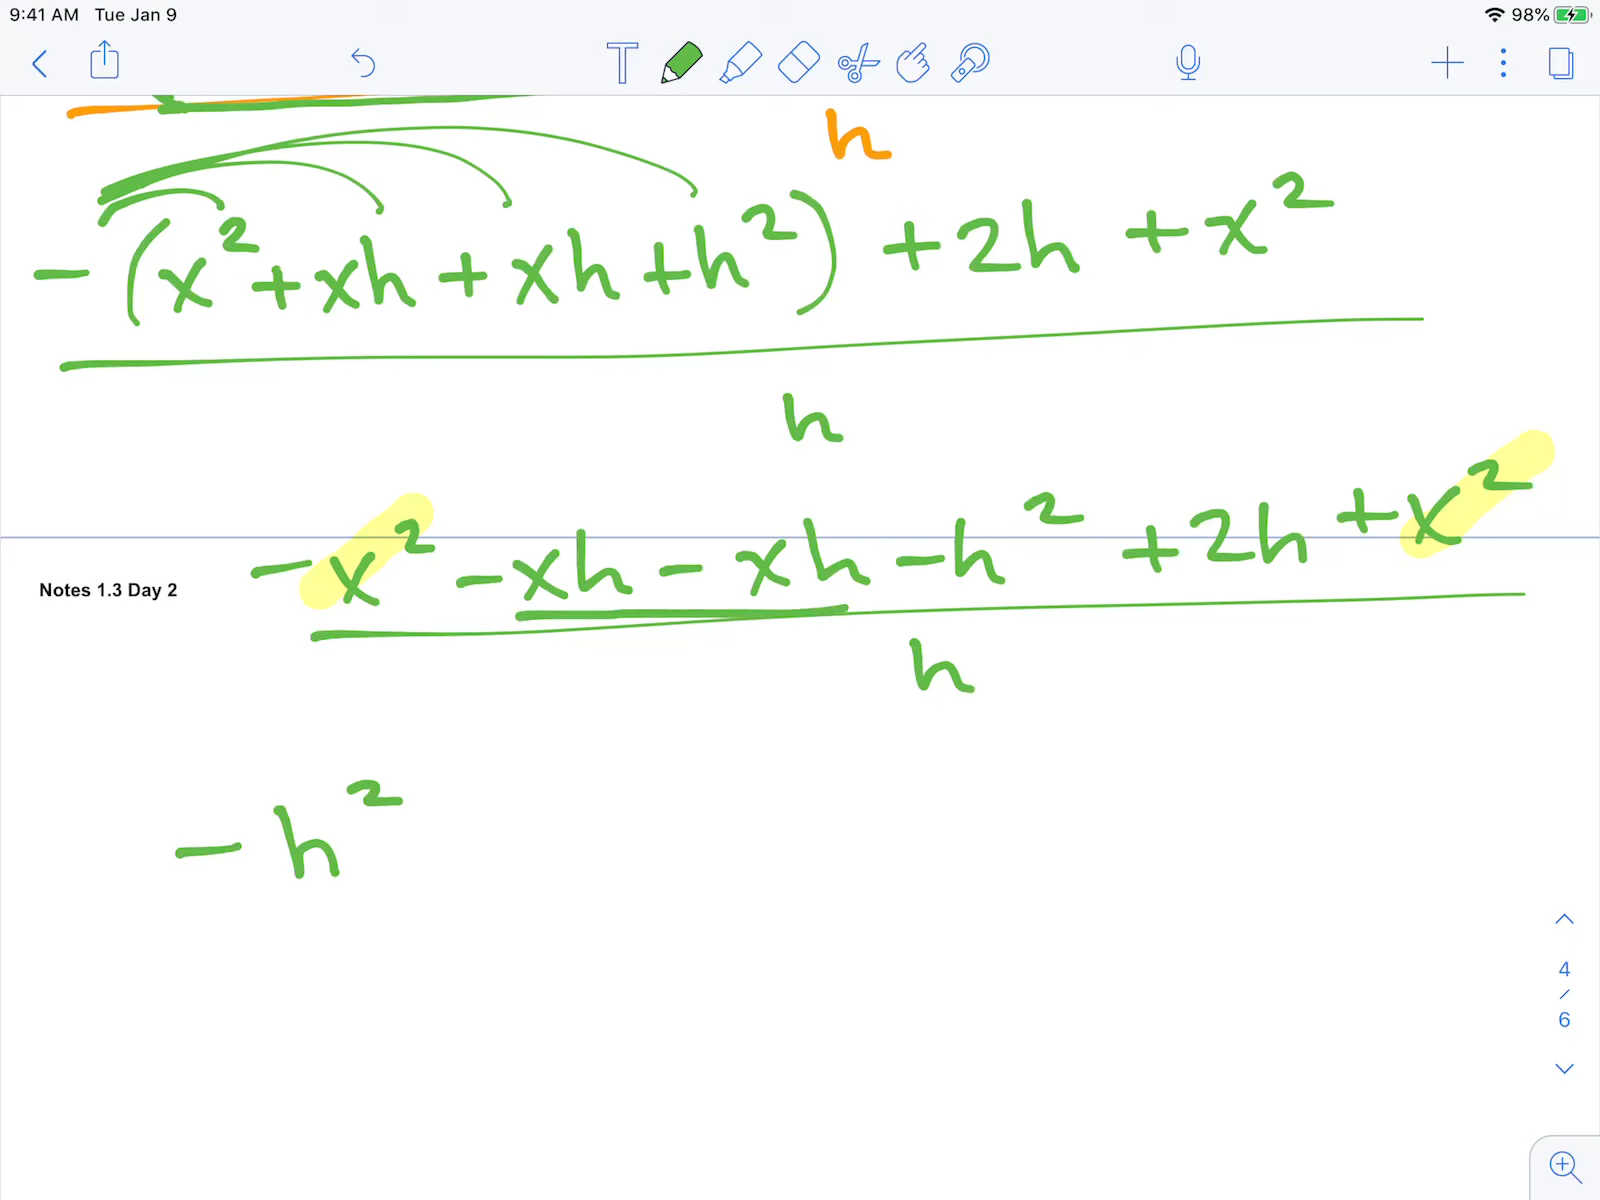 9:41 AM Tue Jan 9 98%
T
h
-(x²+xh+xh+h²)+2h+x²
h
-x²-xh-xh-h²+2h+x²
Notes 1.3 Day 2
h
-h²
4
/
6